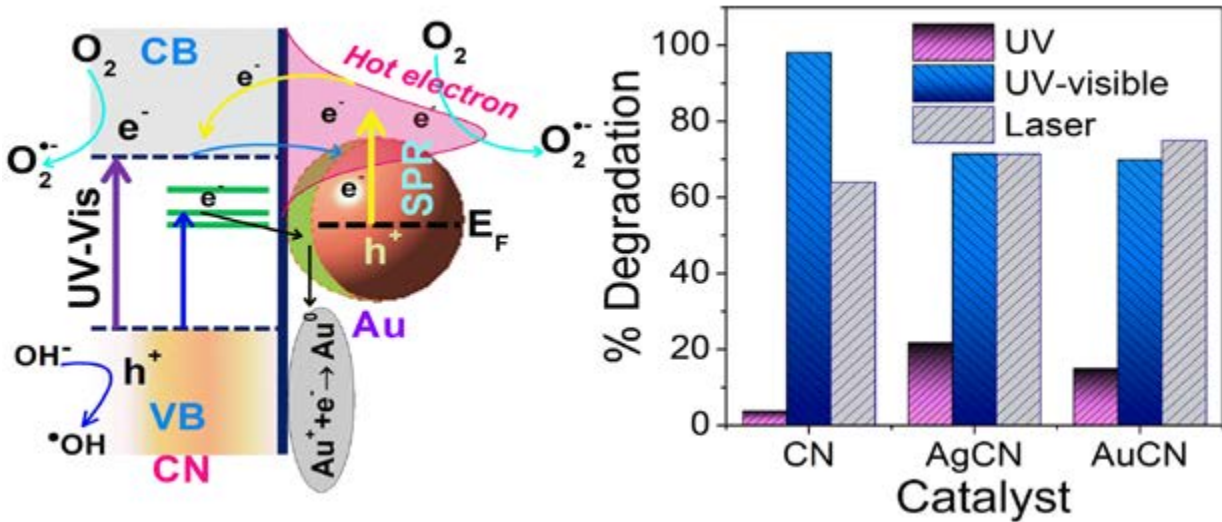 O₂
CB
e⁻
Hot electron
O₂
e⁻
e⁻
e⁻
O₂•⁻
O₂•⁻
e⁻
e⁻
SPR
UV-Vis
E_F
h⁺
Au
Au⁺+e⁻→Au⁰
OH⁻
h⁺
VB
•OH
CN
% Degradation
100
80
60
40
20
0
UV
UV-visible
Laser
CN
AgCN
AuCN
Catalyst